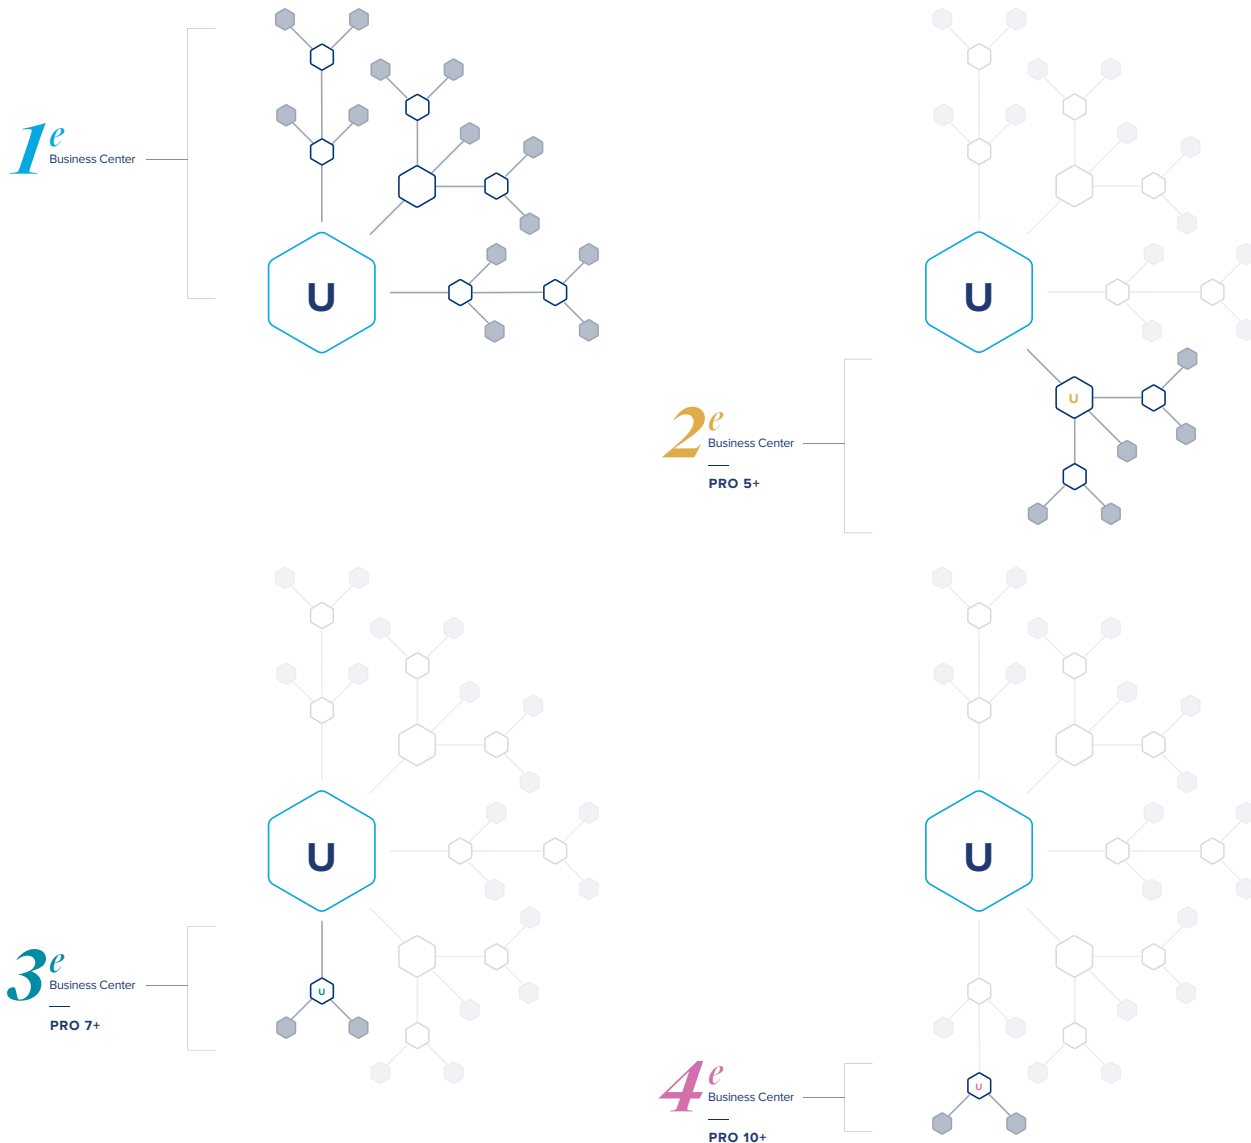 1e
Business Center
U
U
U
2e
Business Center
PRO 5+
U
3e
Business Center
PRO 7+
U
U
4e
Business Center
PRO 10+
U